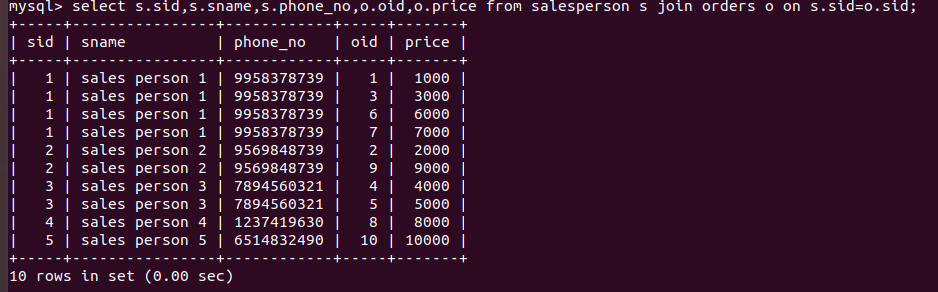 mysql> select s.sid,s.sname,s.phone_no,o.oid,o.price from salesperson s join orders o on s.sid=o.sid;
+-----+----------------+------------+-----+-------+
| sid | sname          | phone_no   | oid | price |
+-----+----------------+------------+-----+-------+
|   1 | sales person 1 | 9958378739 |   1 |  1000 |
|   1 | sales person 1 | 9958378739 |   3 |  3000 |
|   1 | sales person 1 | 9958378739 |   6 |  6000 |
|   1 | sales person 1 | 9958378739 |   7 |  7000 |
|   2 | sales person 2 | 9569848739 |   2 |  2000 |
|   2 | sales person 2 | 9569848739 |   9 |  9000 |
|   3 | sales person 3 | 7894560321 |   4 |  4000 |
|   3 | sales person 3 | 7894560321 |   5 |  5000 |
|   4 | sales person 4 | 1237419630 |   8 |  8000 |
|   5 | sales person 5 | 6514832490 |  10 | 10000 |
+-----+----------------+------------+-----+-------+
10 rows in set (0.00 sec)